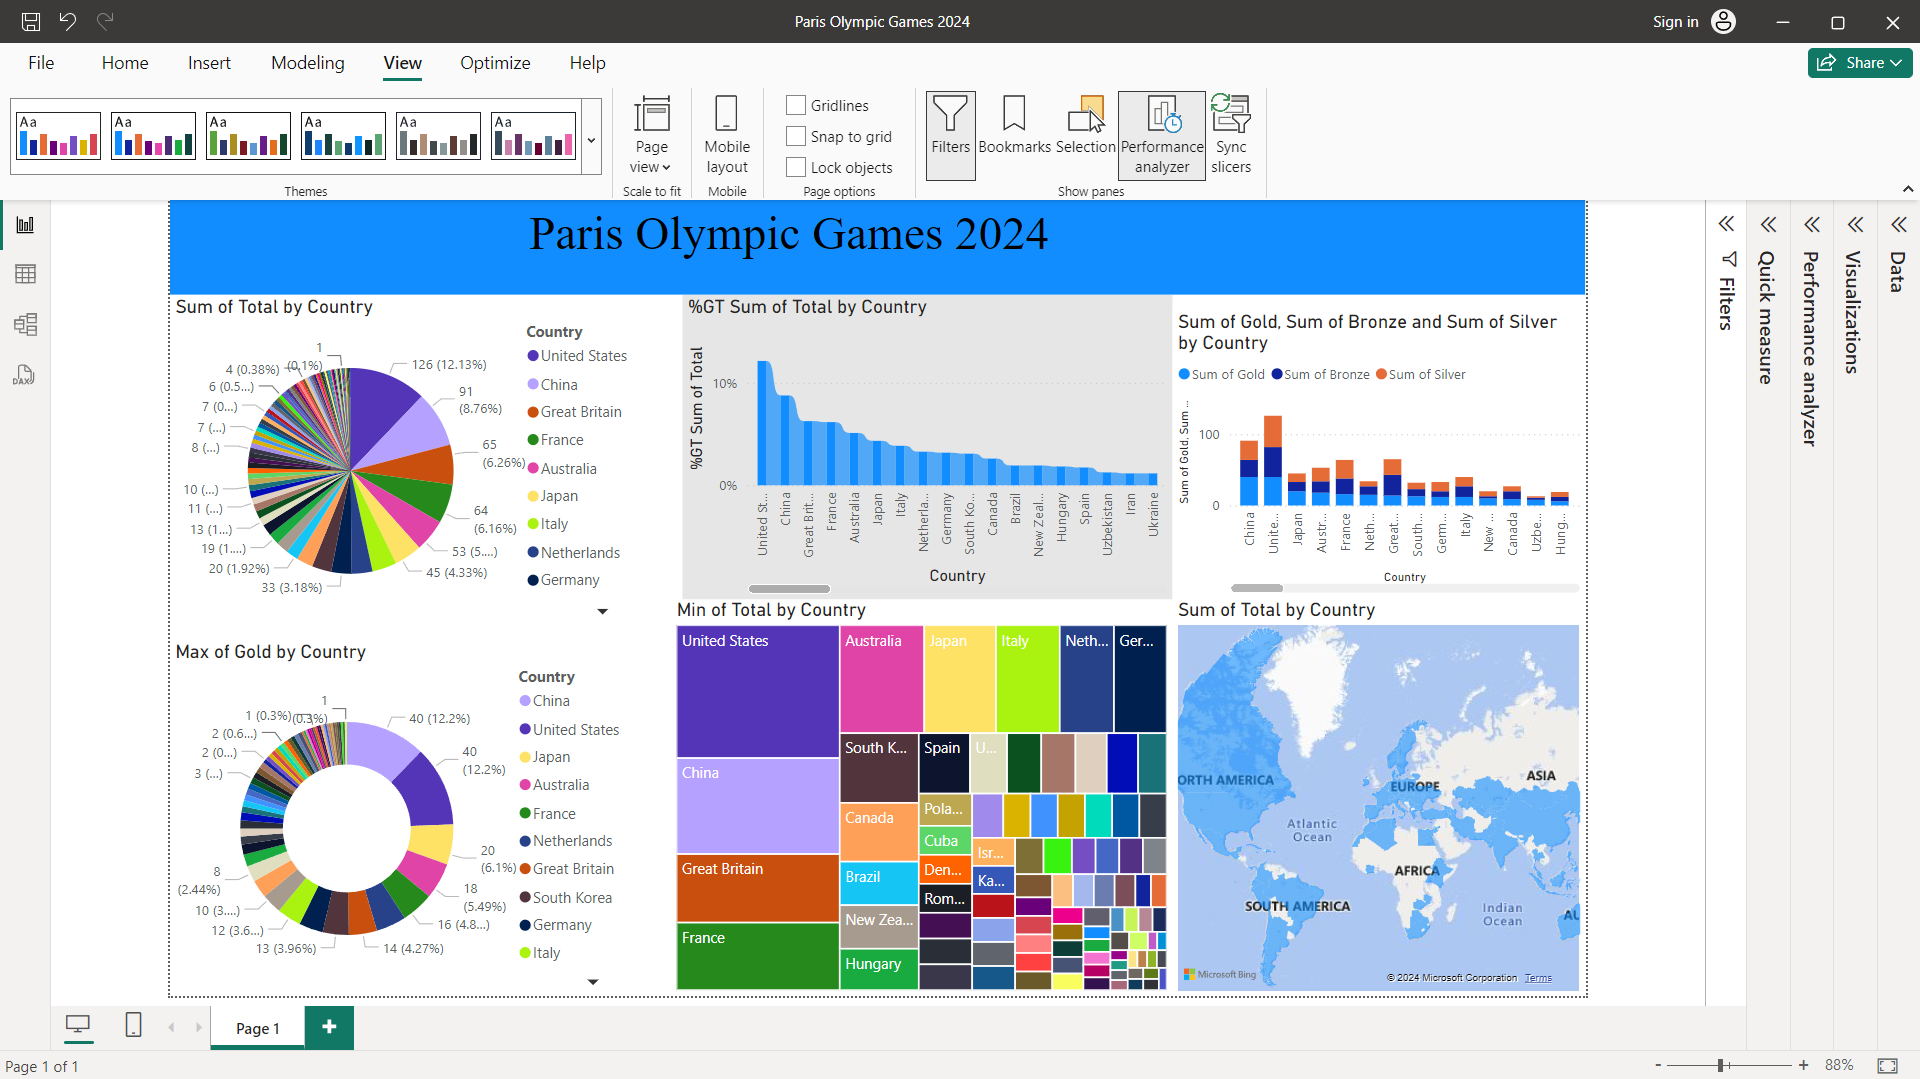 Paris Olympic Games 2024
Sign in
File
Home
Insert
Modeling
View
Optimize
Help
Share
Aa
Aa
Aa
Aa
Aa
Aa
Themes
Page
view
Scale to fit
Mobile
layout
Mobile
Gridlines
Snap to grid
Lock objects
Page options
Filters
Bookmarks
Selection
Performance
analyzer
Sync
slicers
Show panes
Paris Olympic Games 2024
Sum of Total by Country
1
4 (0.38%)
(0.1%)
6 (0.5...)
7 (0...)
7 (...)
8 (...)
10 (...)
11 (...)
13 (1...)
19 (1....)
20 (1.92%)
33 (3.18%)
126 (12.13%)
91
(8.76%)
65
(6.26%)
64
(6.16%)
53 (5....)
45 (4.33%)
Country
United States
China
Great Britain
France
Australia
Japan
Italy
Netherlands
Germany
%GT Sum of Total by Country
%GT Sum of Total
10%
0%
United St...
China
Great Brit...
France
Australia
Japan
Italy
Netherla...
Germany
South Ko...
Canada
Brazil
New Zeal...
Hungary
Spain
Uzbekistan
Iran
Ukraine
Country
Sum of Gold, Sum of Bronze and Sum of Silver
by Country
Sum of Gold
Sum of Bronze
Sum of Silver
Sum of Gold, Sum ...
100
0
China
Unite...
Japan
Austr...
France
Neth...
Great...
South...
Germ...
Italy
New ...
Canada
Uzbe...
Hung...
Country
Max of Gold by Country
1
1 (0.3%)
(0.3%)
2 (0.6...)
2 (0...)
3 (...)
8
(2.44%)
10 (3....)
12 (3.6...)
13 (3.96%)
14 (4.27%)
16 (4.8...)
18
(5.49%)
20
(6.1%)
40
(12.2%)
40 (12.2%)
Country
China
United States
Japan
Australia
France
Netherlands
Great Britain
South Korea
Germany
Italy
Min of Total by Country
United States
China
Great Britain
France
Australia
Japan
Italy
Neth...
Ger...
South K...
Canada
Brazil
New Zea...
Hungary
Spain
U...
Pola...
Cuba
Den...
Rom...
Isr...
Ka...
Sum of Total by Country
ORTH AMERICA
EUROPE
ASIA
Atlantic
Ocean
AFRICA
SOUTH AMERICA
Indian
Ocean
AU
Microsoft Bing
© 2024 Microsoft Corporation
Terms
Filters
Quick measure
Performance analyzer
Visualizations
Data
DAX
Page 1
+
Page 1 of 1
-
+
88%